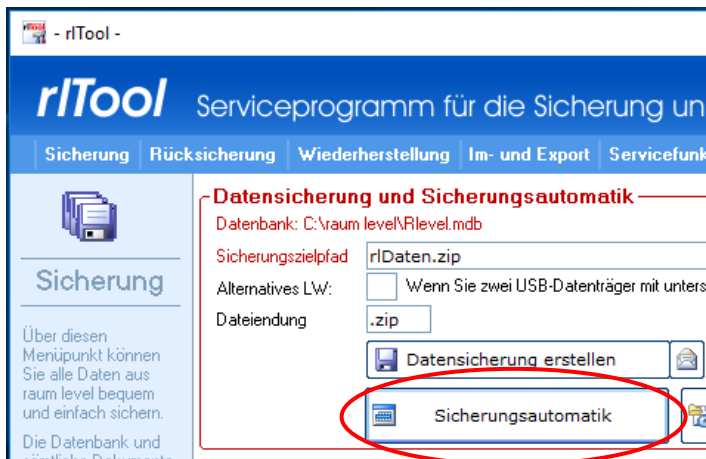 - rlTool -
rlTool Serviceprogramm für die Sicherung un
Sicherung Rücksicherung Wiederherstellung Im- und Export Servicefunk
Sicherung
Über diesen
Menüpunkt können
Sie alle Daten aus
raum level bequem
und einfach sichern.
Die Datenbank und
Datensicherung und Sicherungsautomatik
Datenbank: C:\raum level\Rlevel.mdb
Sicherungszielpfad rlDaten.zip
Alternatives LW: Wenn Sie zwei USB-Datenträger mit unters
Dateiendung .zip
Datensicherung erstellen
Sicherungsautomatik